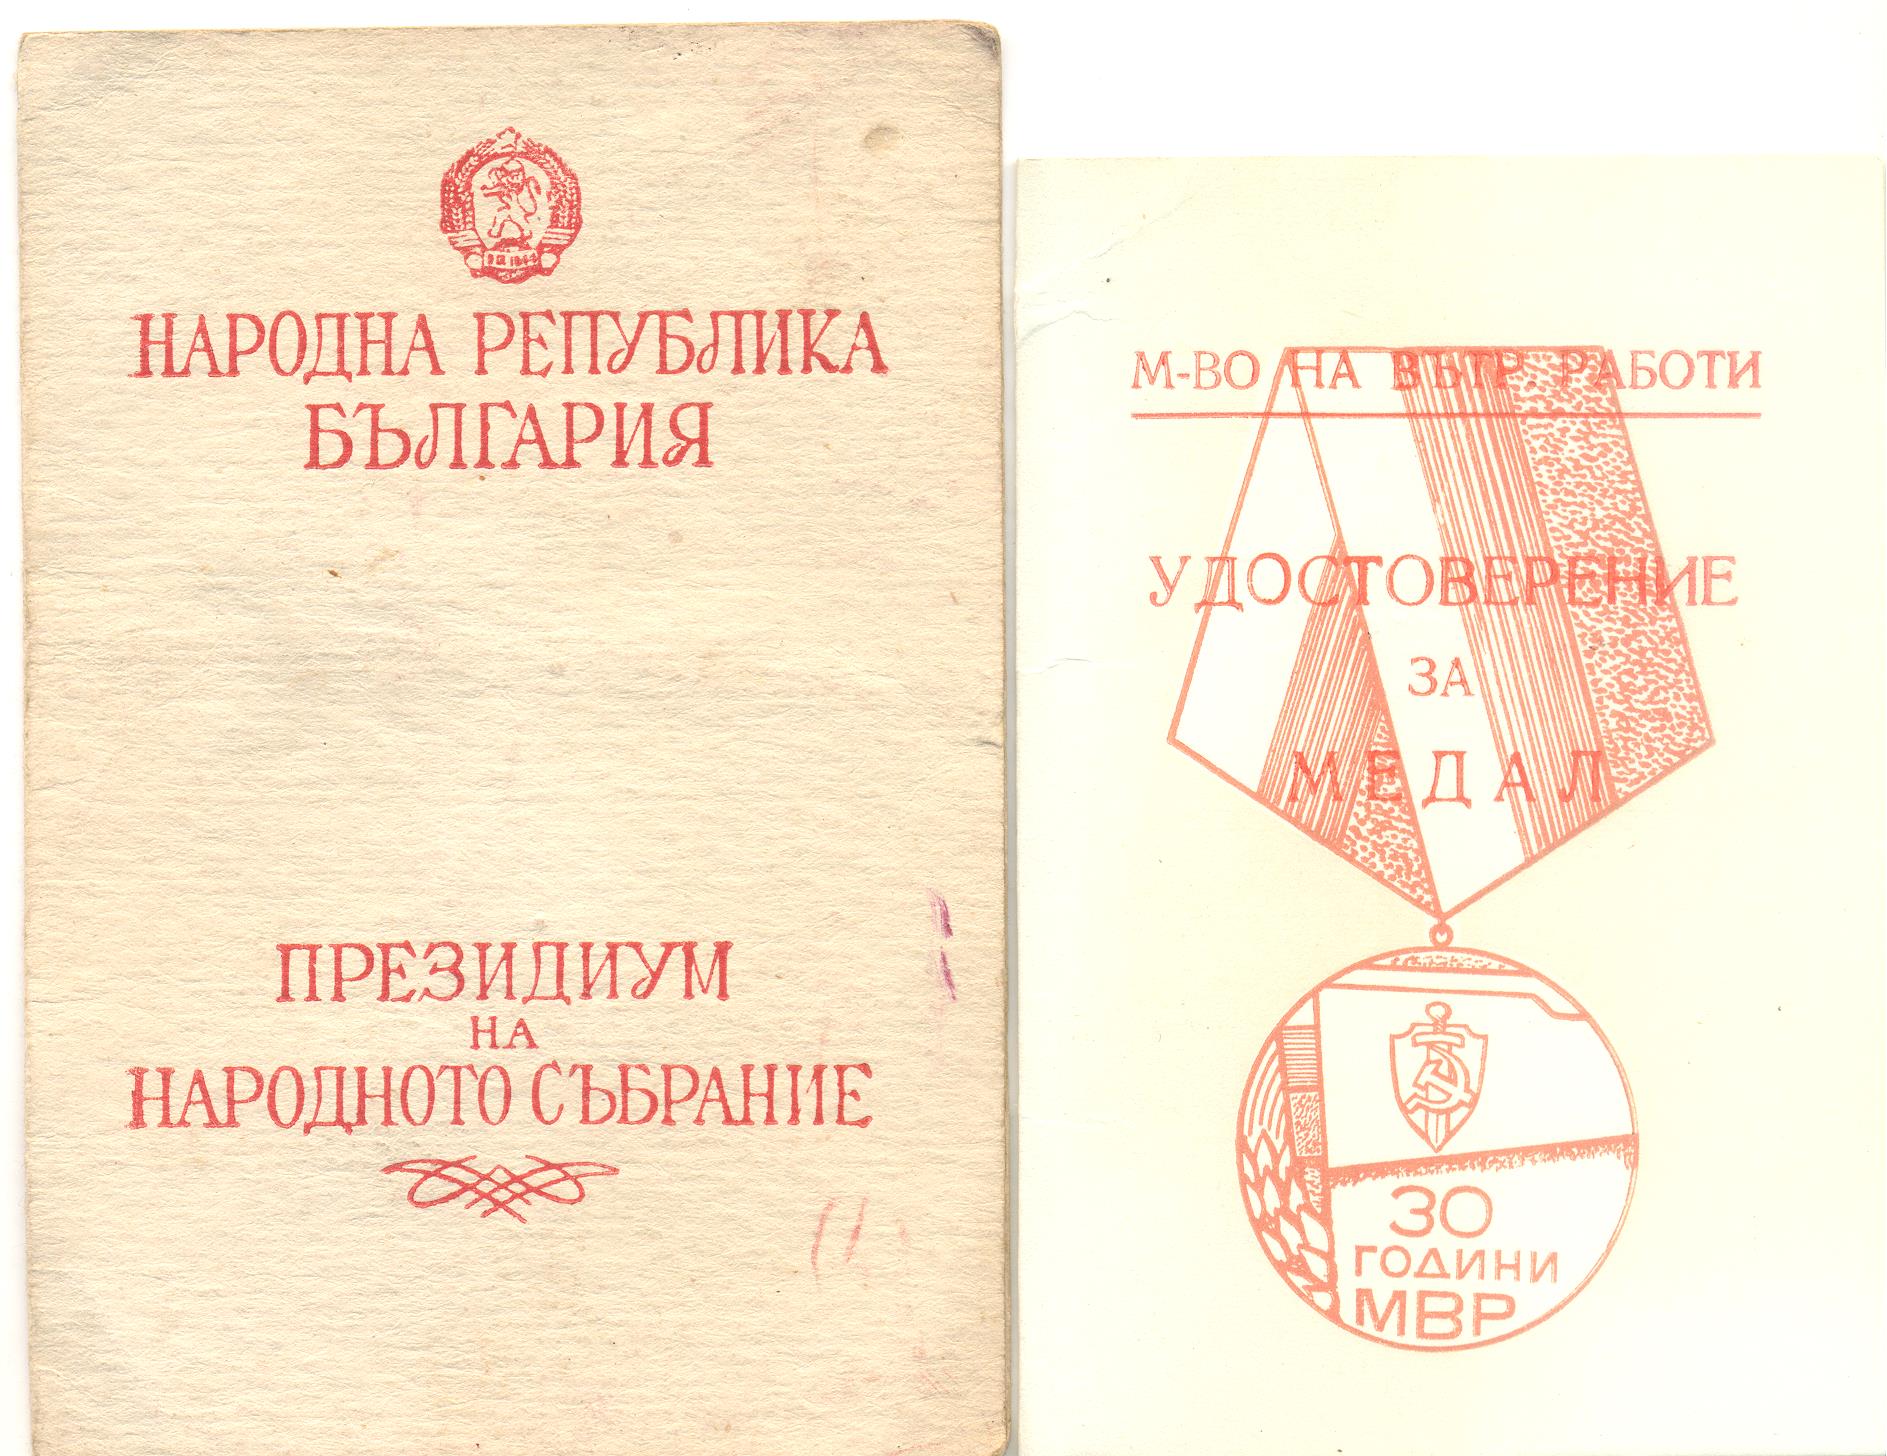 НАРОДНА РЕПУБЛИКА
БЪЛГАРИЯ
ПРЕЗИДИУМ
НА
НАРОДНОТО СЪБРАНИЕ
М-ВО НА ВЪТР. РАБОТИ
УДОСТОВЕРЕНИЕ
ЗА
МЕДАЛ
30
ГОДИНИ
МВР